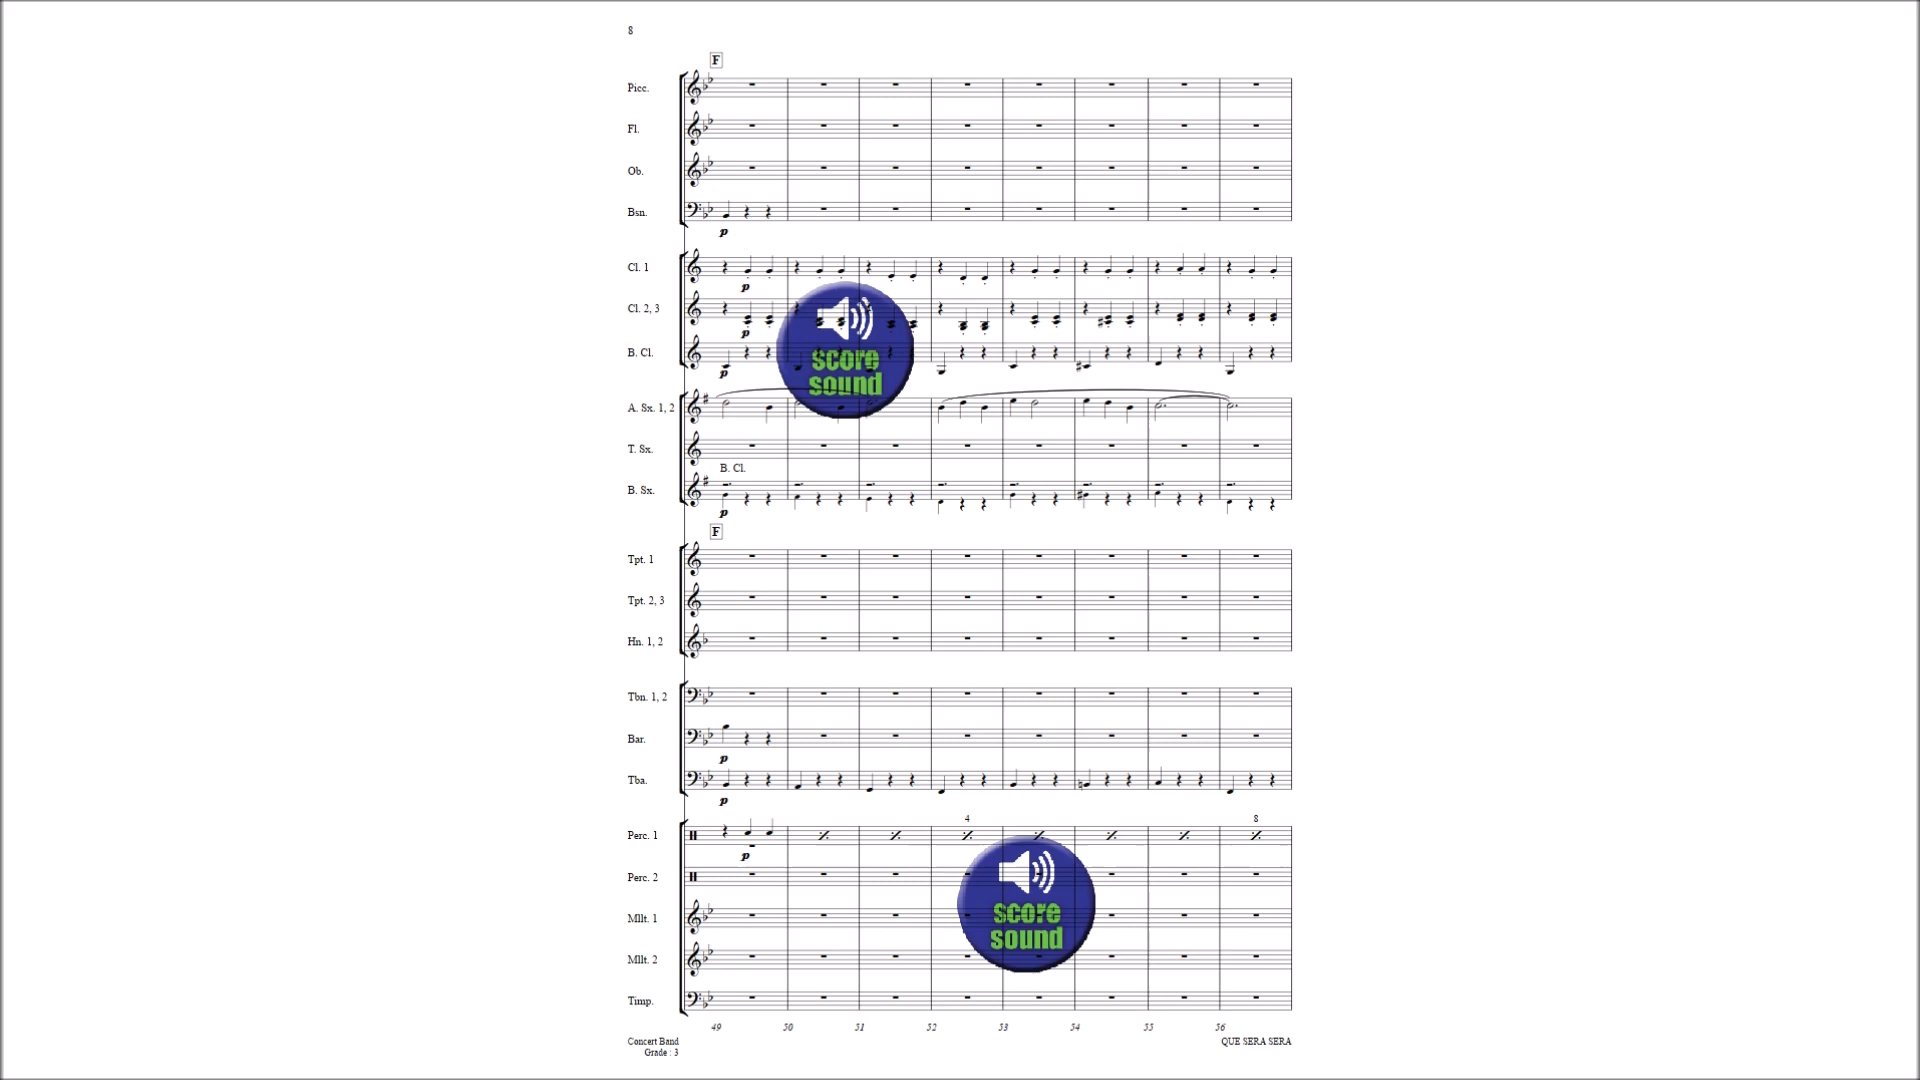 8
F
Picc.
Fl.
Ob.
Bsn.
p
Cl. 1
p
Cl. 2, 3
p
B. Cl.
p
score
sound
A. Sx. 1, 2
T. Sx.
B. Cl.
B. Sx.
p
F
Tpt. 1
Tpt. 2, 3
Hn. 1, 2
Tbn. 1, 2
Bar.
p
Tba.
p
4 8
Perc. 1
p
Perc. 2
score
sound
Mllt. 1
Mllt. 2
Timp.
49 50 51 52 53 54 55 56
Concert Band QUE SERA SERA
Grade : 3